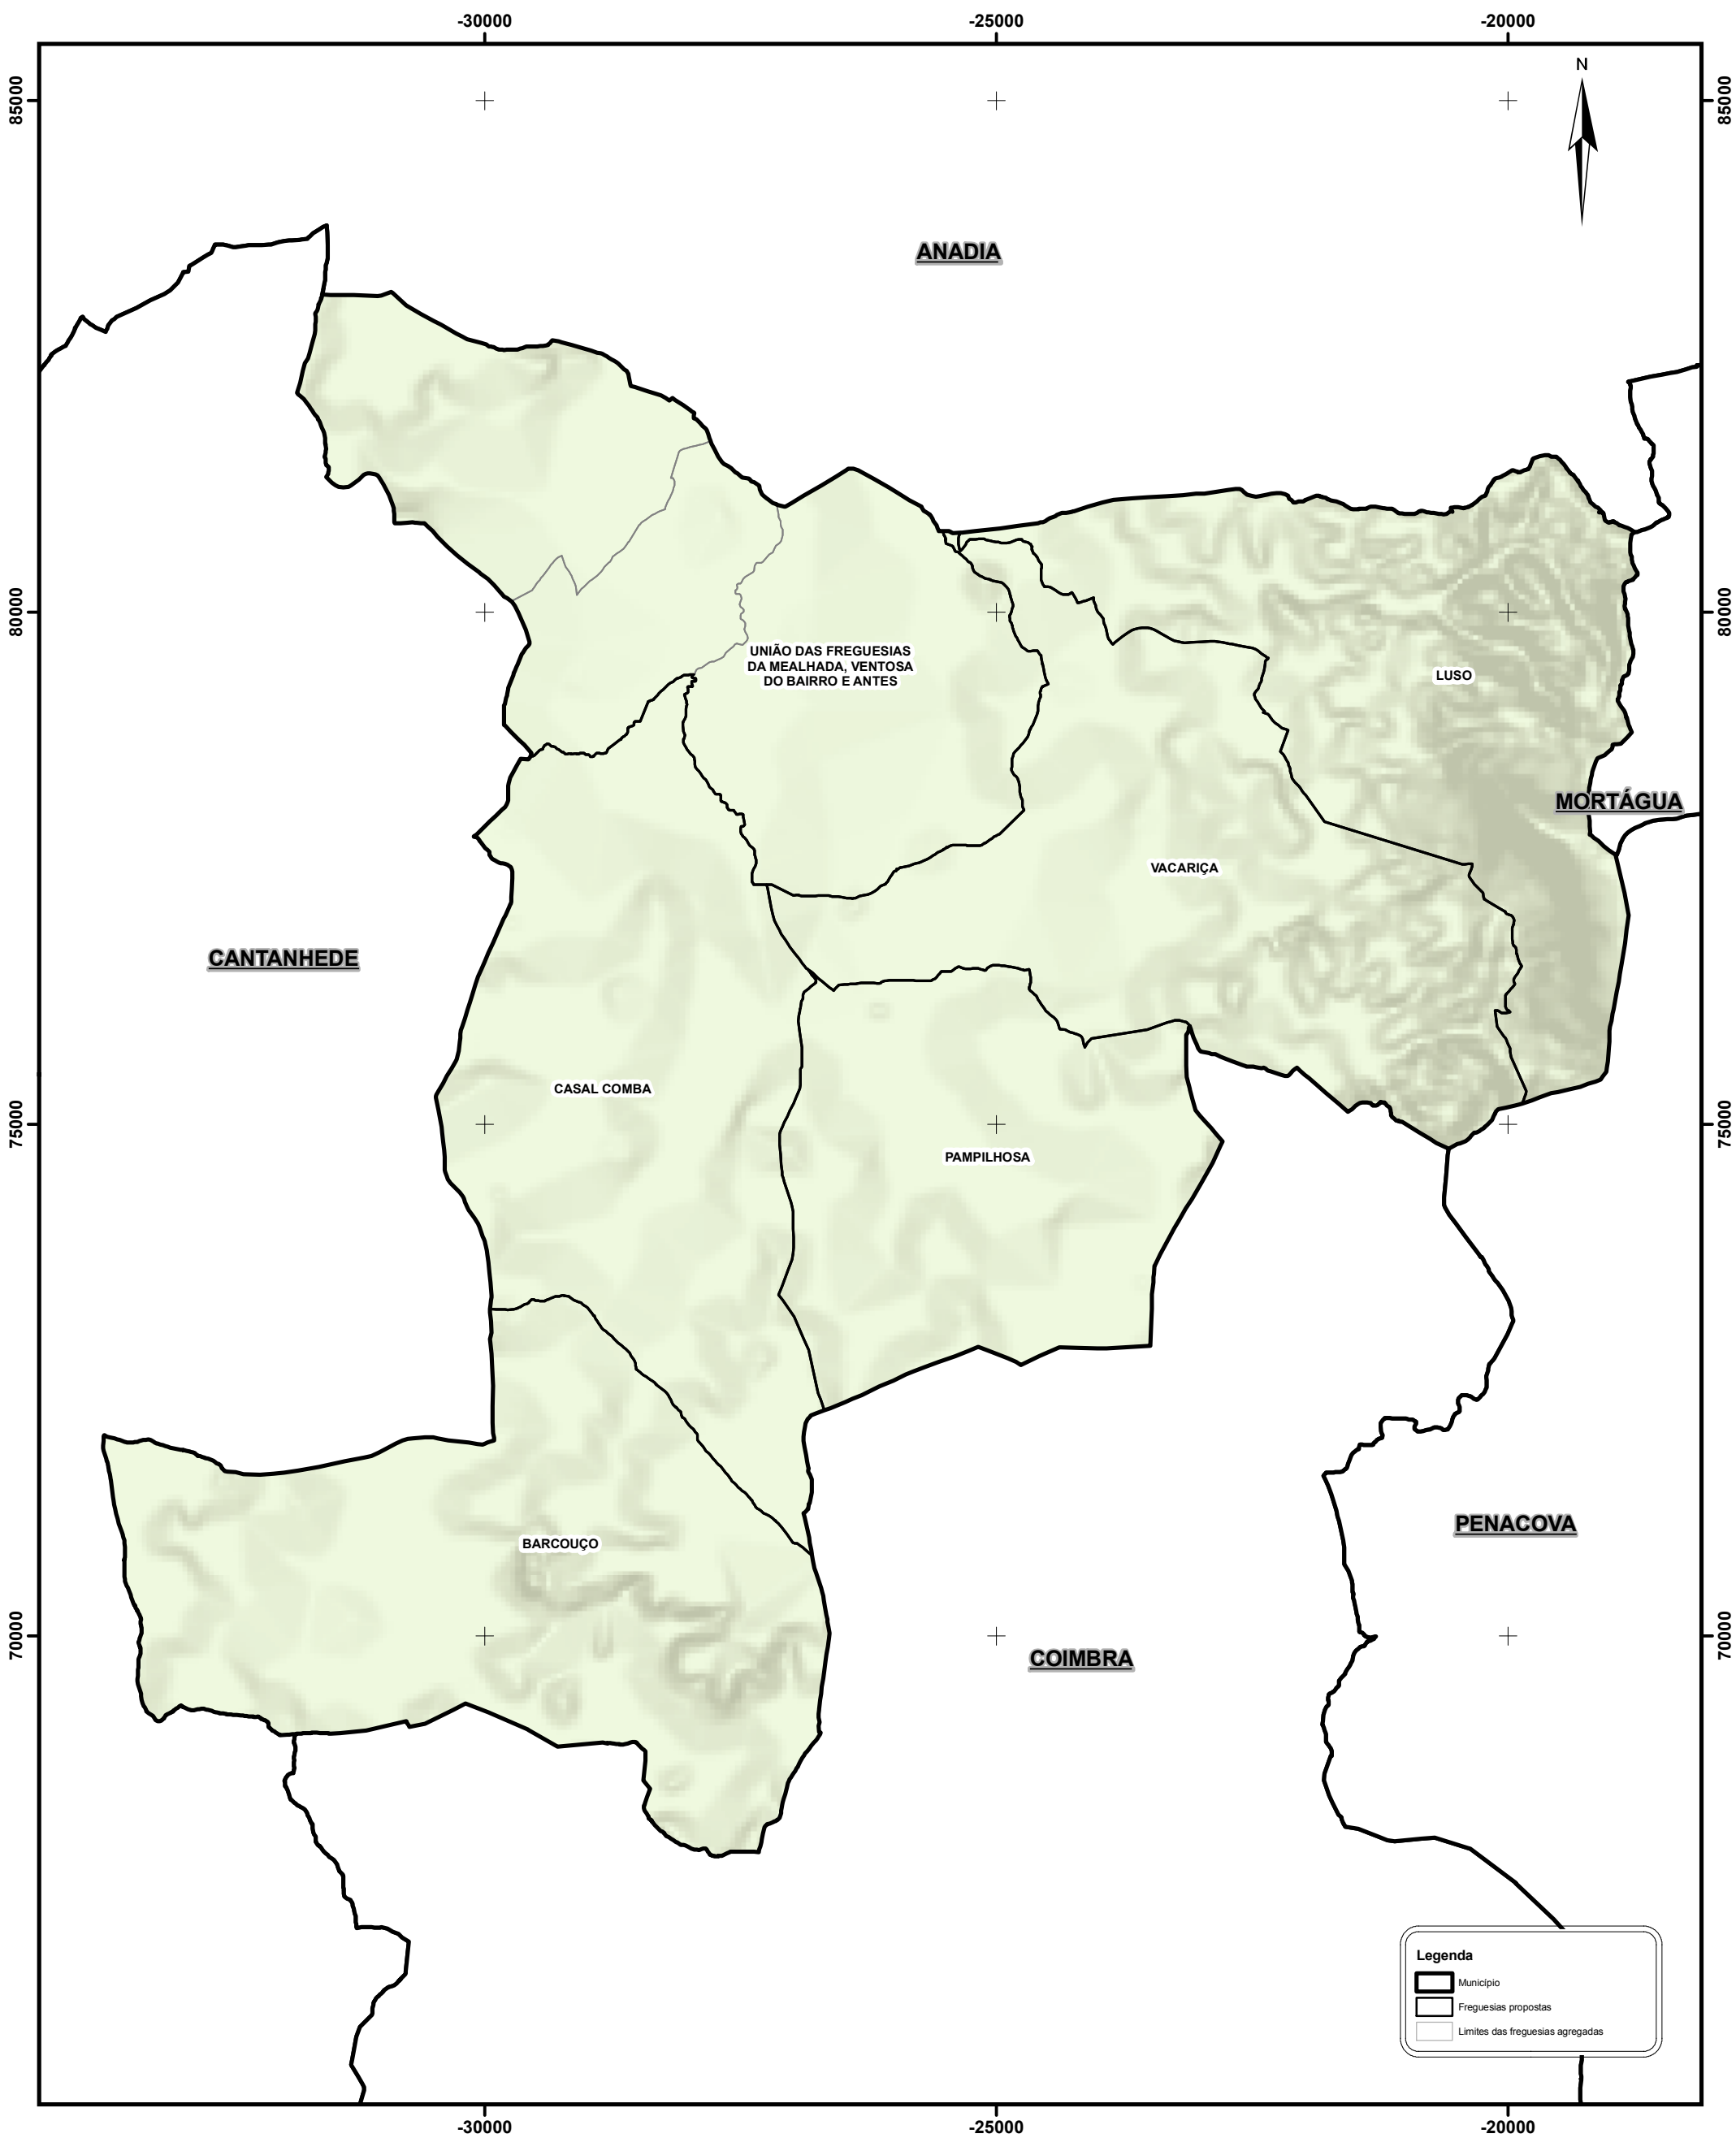 -30000
-25000
-20000
85000
85000
N
ANADIA
80000
80000
UNIÃO DAS FREGUESIAS
DA MEALHADA, VENTOSA
DO BAIRRO E ANTES
LUSO
MORTÁGUA
VACARIÇA
CANTANHEDE
CASAL COMBA
75000
75000
PAMPILHOSA
PENACOVA
BARCOUÇO
70000
70000
COIMBRA
Legenda
Município
Freguesias propostas
Limites das freguesias agregadas
-30000
-25000
-20000